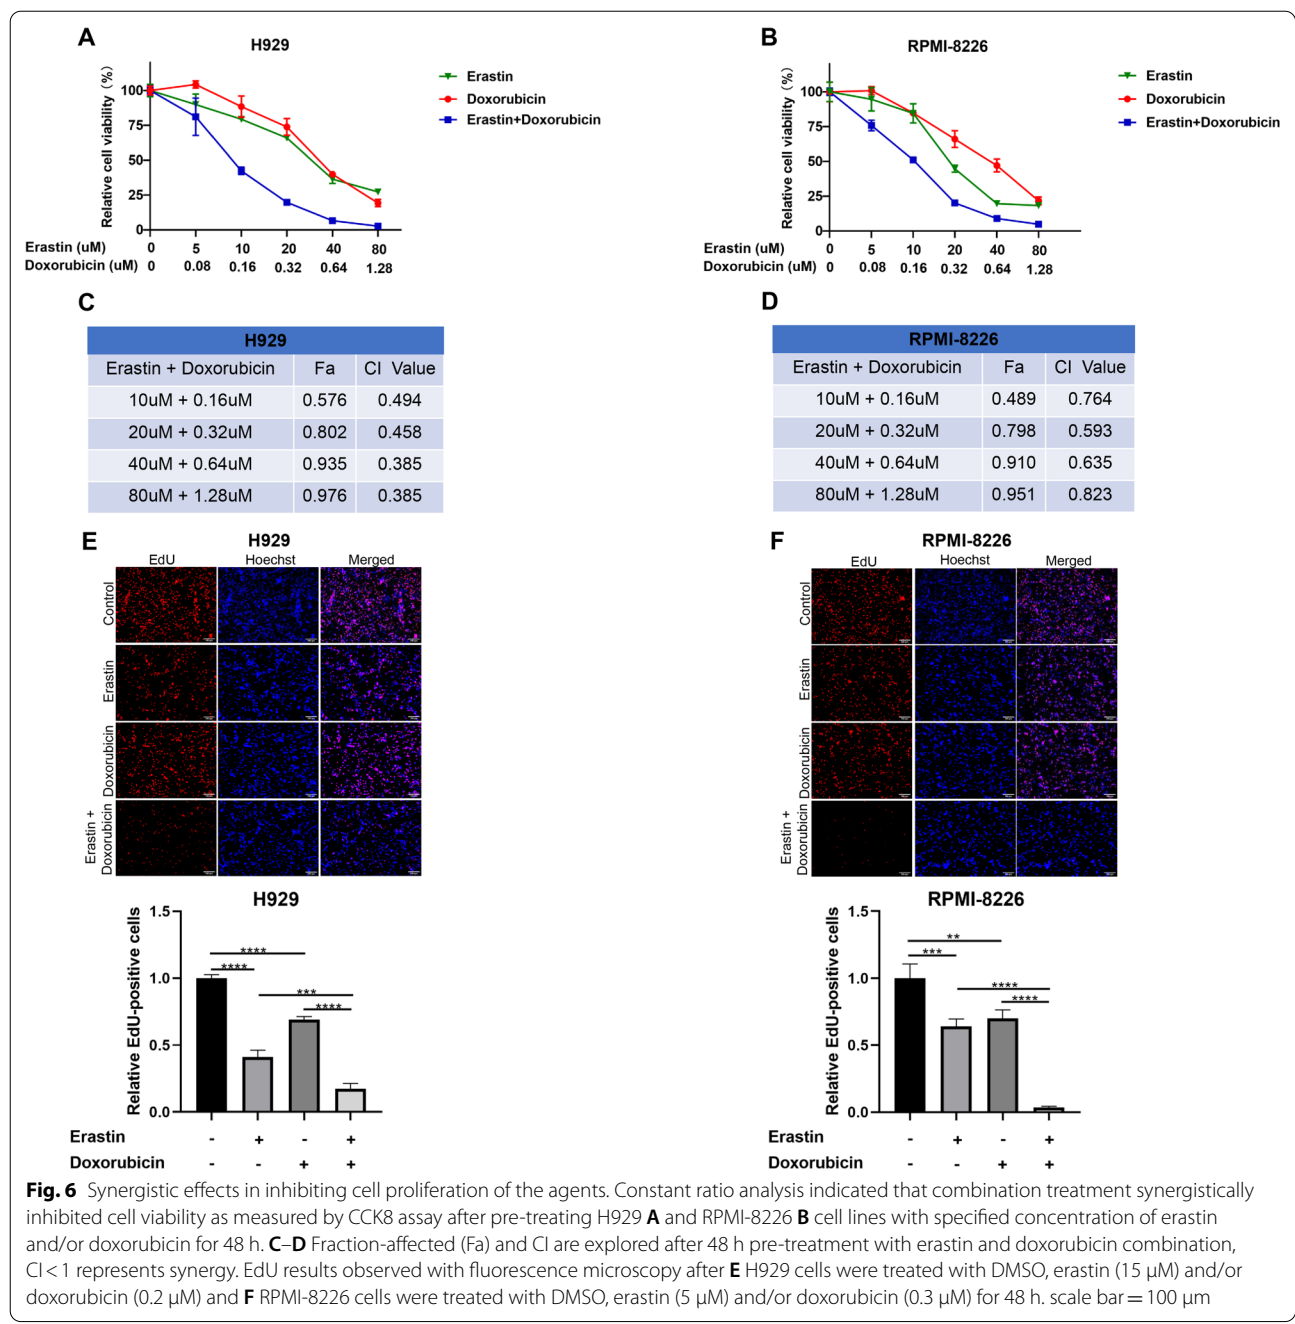 A
H929
Relative cell viability (%)
100
75
50
25
0
Erastin
Doxorubicin
Erastin+Doxorubicin
Erastin (uM) 0 5 10 20 40 80
Doxorubicin (uM) 0 0.08 0.16 0.32 0.64 1.28
B
RPMI-8226
Relative cell viability (%)
100
75
50
25
0
Erastin
Doxorubicin
Erastin+Doxorubicin
Erastin (uM) 0 5 10 20 40 80
Doxorubicin (uM) 0 0.08 0.16 0.32 0.64 1.28
C
H929
Erastin + Doxorubicin Fa CI Value
10uM + 0.16uM 0.576 0.494
20uM + 0.32uM 0.802 0.458
40uM + 0.64uM 0.935 0.385
80uM + 1.28uM 0.976 0.385
D
RPMI-8226
Erastin + Doxorubicin Fa CI Value
10uM + 0.16uM 0.489 0.764
20uM + 0.32uM 0.798 0.593
40uM + 0.64uM 0.910 0.635
80uM + 1.28uM 0.951 0.823
E
H929
EdU Hoechst Merged
Control
Erastin
Doxorubicin
Erastin +
Doxorubicin
H929
Relative EdU-positive cells
1.5
1.0
0.5
0.0
****
****
***
****
Erastin - + - +
Doxorubicin - - + +
F
RPMI-8226
EdU Hoechst Merged
Control
Erastin
Doxorubicin
Erastin +
Doxorubicin
RPMI-8226
Relative EdU-positive cells
1.5
1.0
0.5
0.0
**
***
****
****
Erastin - + - +
Doxorubicin - - + +
Fig. 6 Synergistic effects in inhibiting cell proliferation of the agents. Constant ratio analysis indicated that combination treatment synergistically
inhibited cell viability as measured by CCK8 assay after pre-treating H929 A and RPMI-8226 B cell lines with specified concentration of erastin
and/or doxorubicin for 48 h. C–D Fraction-affected (Fa) and CI are explored after 48 h pre-treatment with erastin and doxorubicin combination,
CI < 1 represents synergy. EdU results observed with fluorescence microscopy after E H929 cells were treated with DMSO, erastin (15 μM) and/or
doxorubicin (0.2 μM) and F RPMI-8226 cells were treated with DMSO, erastin (5 μM) and/or doxorubicin (0.3 μM) for 48 h. scale bar = 100 μm